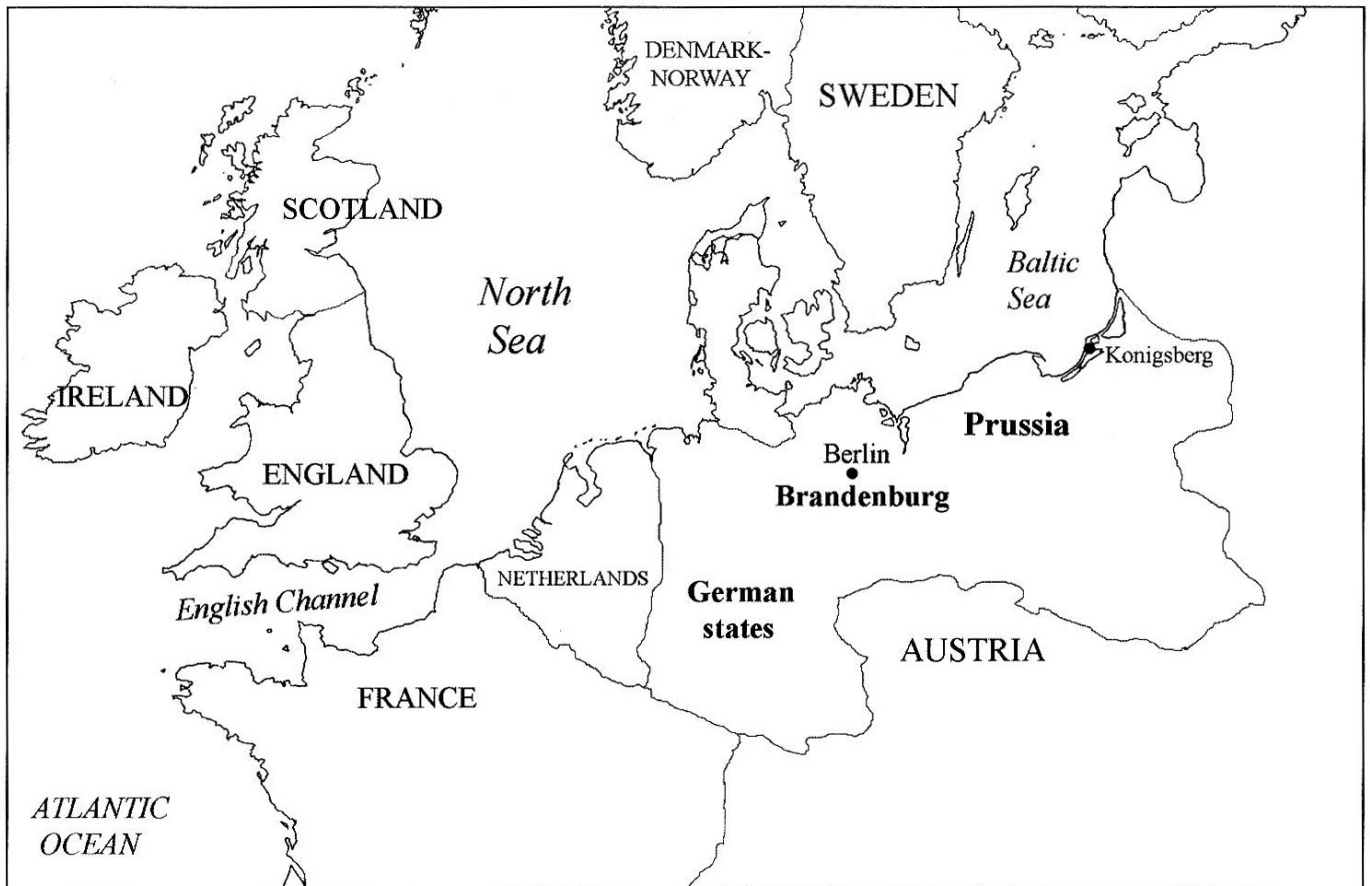 DENMARK-
NORWAY
SWEDEN
SCOTLAND
North
Sea
Baltic
Sea
Konigsberg
IRELAND
Prussia
ENGLAND
Berlin
Brandenburg
NETHERLANDS
English Channel
German
states
AUSTRIA
FRANCE
ATLANTIC
OCEAN